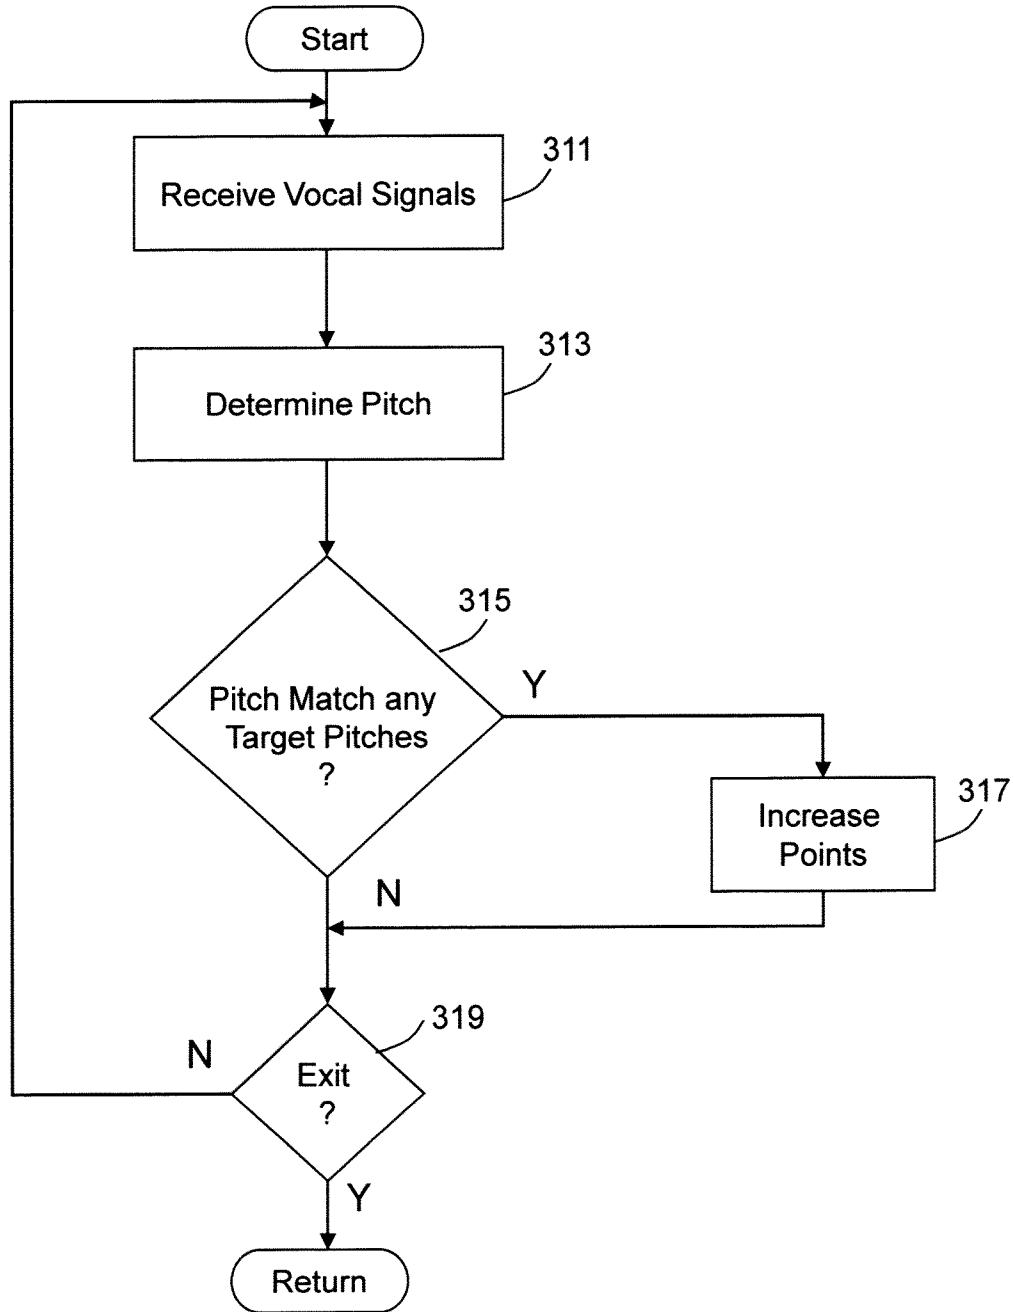 Start
311
Receive Vocal Signals
313
Determine Pitch
315
Pitch Match any
Target Pitches
?
Y
317
Increase
Points
N
319
N
Exit
?
Y
Return